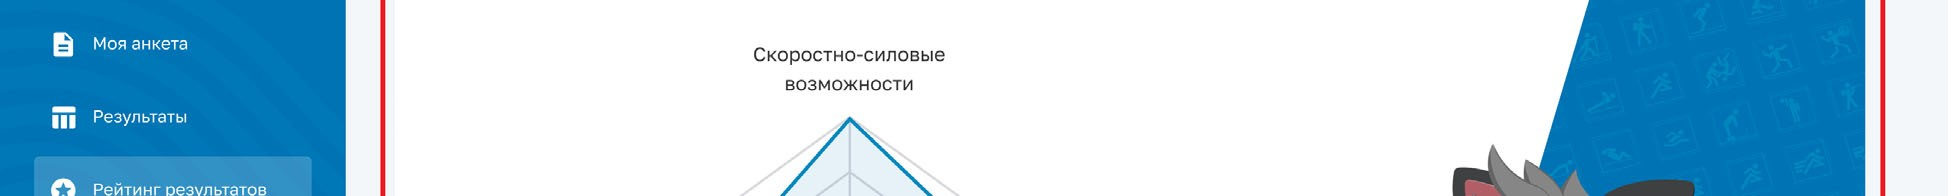 Моя анкета
Результаты
Рейтинг результатов
Скоростно-силовые
возможности